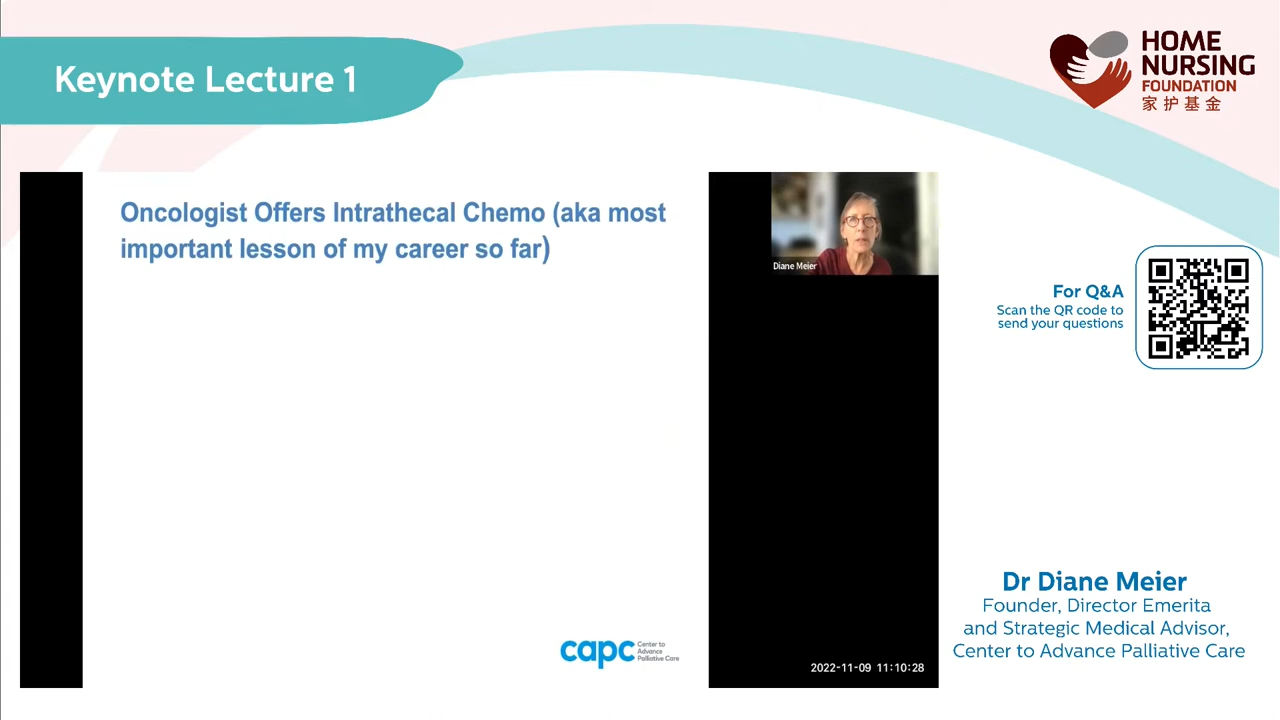 Keynote Lecture 1
HOME
NURSING
FOUNDATION
家护基金
Oncologist Offers Intrathecal Chemo (aka most
important lesson of my career so far)
Diane Meier
For Q&A
Scan the QR code to
send your questions
Dr Diane Meier
Founder, Director Emerita
and Strategic Medical Advisor,
Center to Advance Palliative Care
capc
Center to
Advance
Palliative Care
2022-11-09 11:10:28